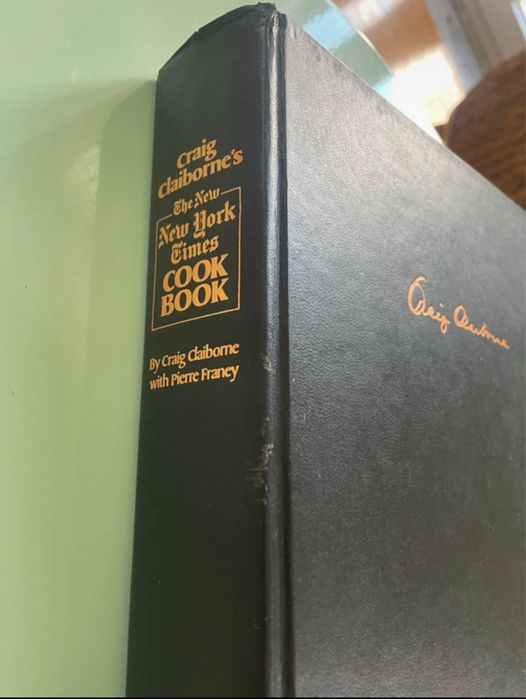 Craig
Claiborne's
The New
New York
Times
COOK
BOOK
By Craig Claiborne
with Pierre Franey
Craig Claiborne